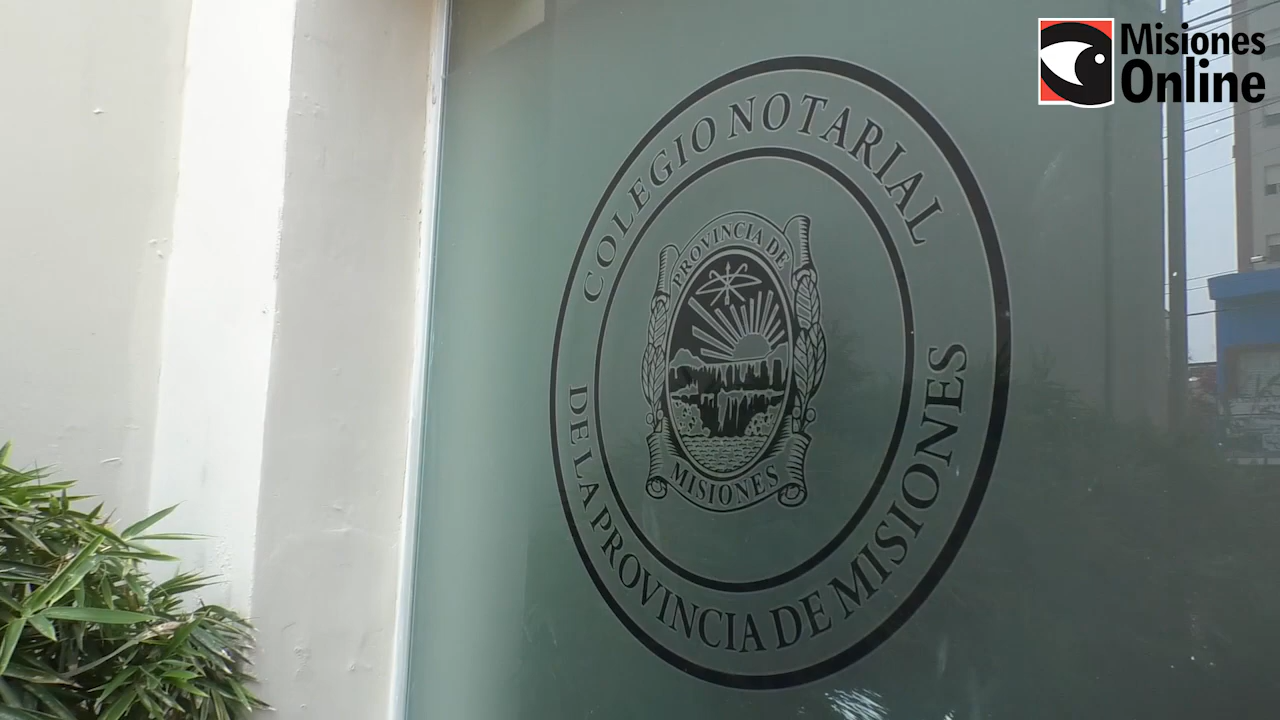 Misiones
Online
COLEGIO NOTARIAL
DE LA PROVINCIA DE MISIONES
PROVINCIA DE
MISIONES